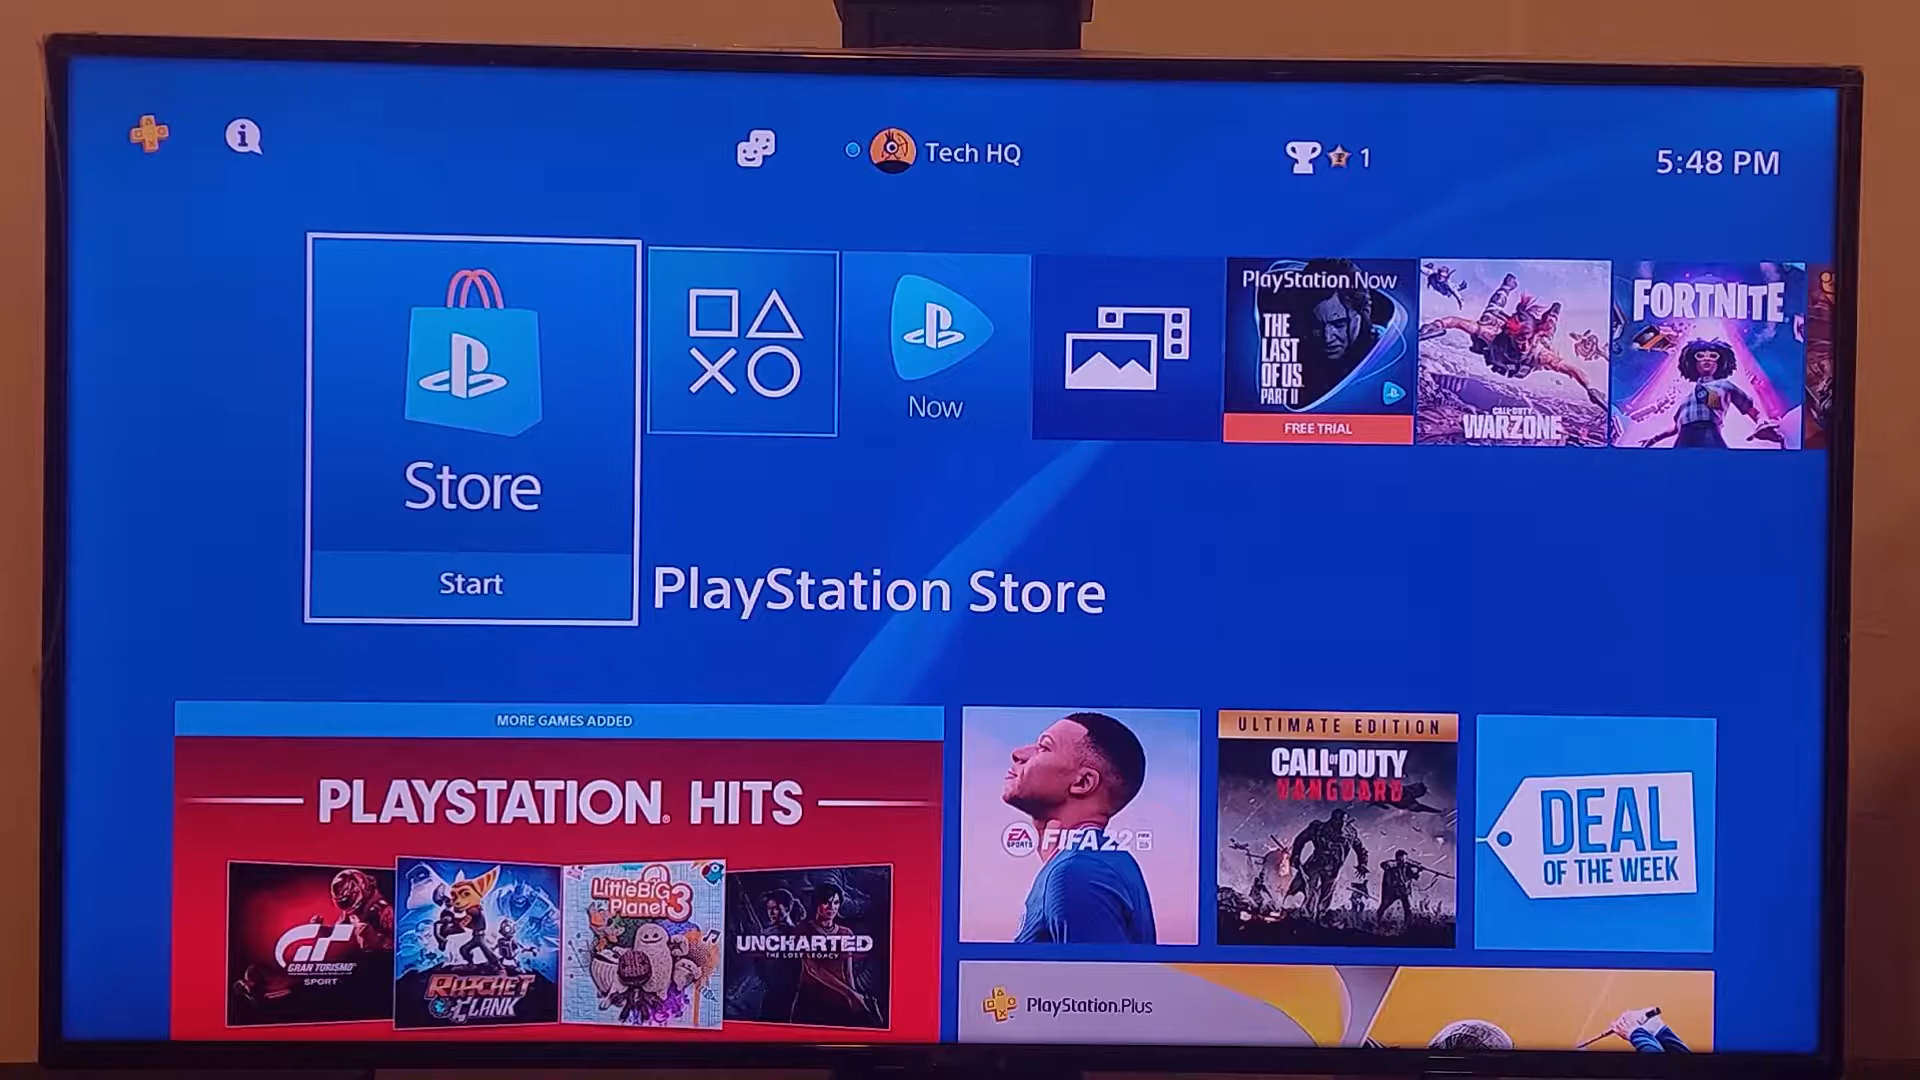 Tech HQ
1
5:48 PM
Store
Start
Now
PlayStation Now
THE
LAST
OF US
PART II
FREE TRIAL
CALL OF DUTY
WARZONE
FORTNITE
PlayStation Store
MORE GAMES ADDED
PLAYSTATION HITS
GRAN TURISMO
SPORT
RATCHET
CLANK
LittleBig
Planet 3
UNCHARTED
THE LOST LEGACY
EA
SPORTS
FIFA 22
ULTIMATE EDITION
CALL OF DUTY
VANGUARD
DEAL
OF THE WEEK
PlayStation Plus